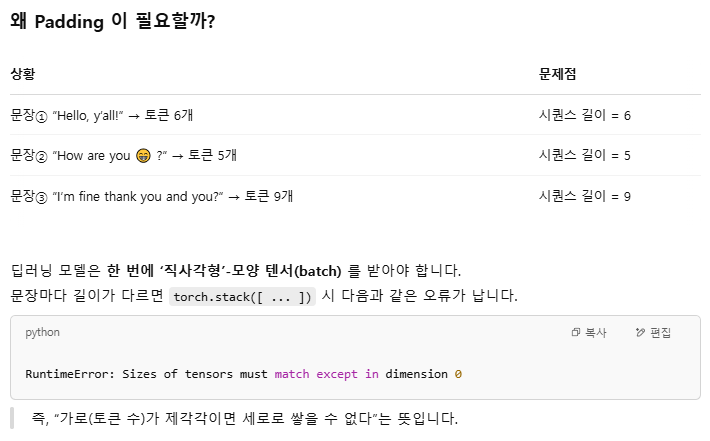 왜 Padding 이 필요할까?
상황 문제점
문장① “Hello, y’all!” → 토큰 6개 시퀀스 길이 = 6
문장② “How are you 😁 ?” → 토큰 5개 시퀀스 길이 = 5
문장③ “I’m fine thank you and you?” → 토큰 9개 시퀀스 길이 = 9
딥러닝 모델은 한 번에 ‘직사각형’-모양 텐서(batch) 를 받아야 합니다.
문장마다 길이가 다르면 torch.stack([ ... ]) 시 다음과 같은 오류가 납니다.
python 복사 편집
RuntimeError: Sizes of tensors must match except in dimension 0
즉, “가로(토큰 수)가 제각각이면 세로로 쌓을 수 없다”는 뜻입니다.